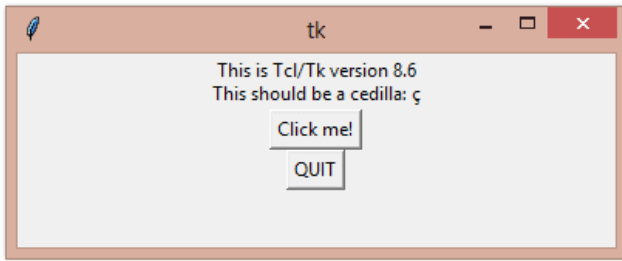 tk
This is Tcl/Tk version 8.6
This should be a cedilla: ç
Click me!
QUIT